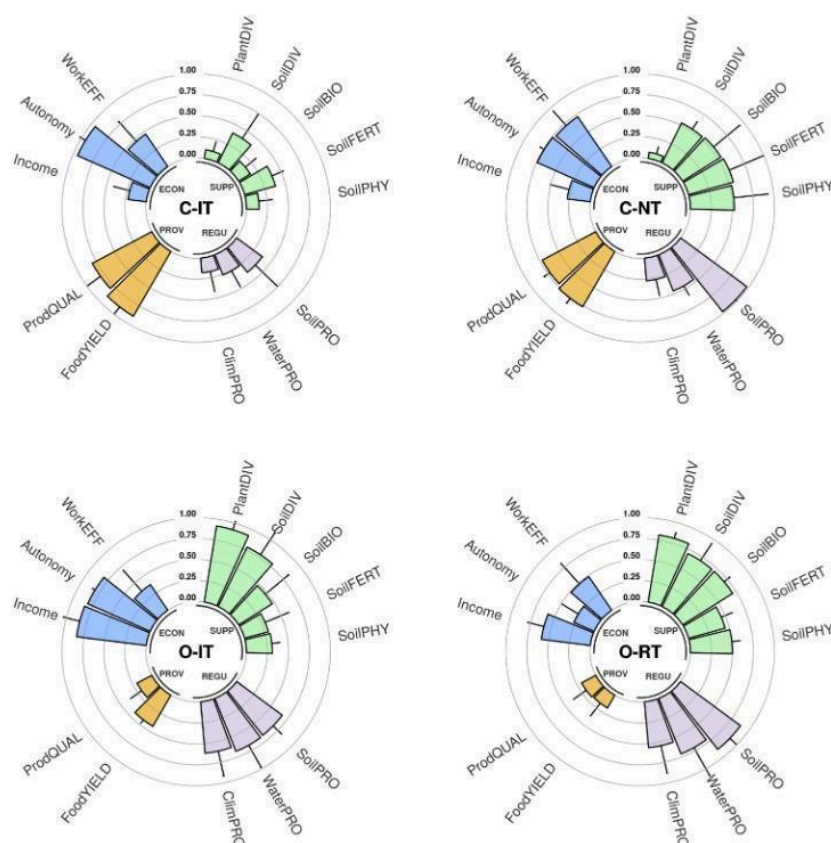 PlantDIV
SoilDIV
SoilBIO
SoilFERT
SoilPHY
SoilPRO
WaterPRO
ClimPRO
FoodYIELD
ProdQUAL
Income
Autonomy
WorkEFF
1.00
0.75
0.50
0.25
0.00
ECON
SUPP
C-IT
PROV
REGU
PlantDIV
SoilDIV
SoilBIO
SoilFERT
SoilPHY
SoilPRO
WaterPRO
ClimPRO
FoodYIELD
ProdQUAL
Income
Autonomy
WorkEFF
1.00
0.75
0.50
0.25
0.00
ECON
SUPP
C-NT
PROV
REGU
PlantDIV
SoilDIV
SoilBIO
SoilFERT
SoilPHY
SoilPRO
WaterPRO
ClimPRO
FoodYIELD
ProdQUAL
Income
Autonomy
WorkEFF
1.00
0.75
0.50
0.25
0.00
ECON
SUPP
O-IT
PROV
REGU
PlantDIV
SoilDIV
SoilBIO
SoilFERT
SoilPHY
SoilPRO
WaterPRO
ClimPRO
FoodYIELD
ProdQUAL
Income
Autonomy
WorkEFF
1.00
0.75
0.50
0.25
0.00
ECON
SUPP
O-RT
PROV
REGU